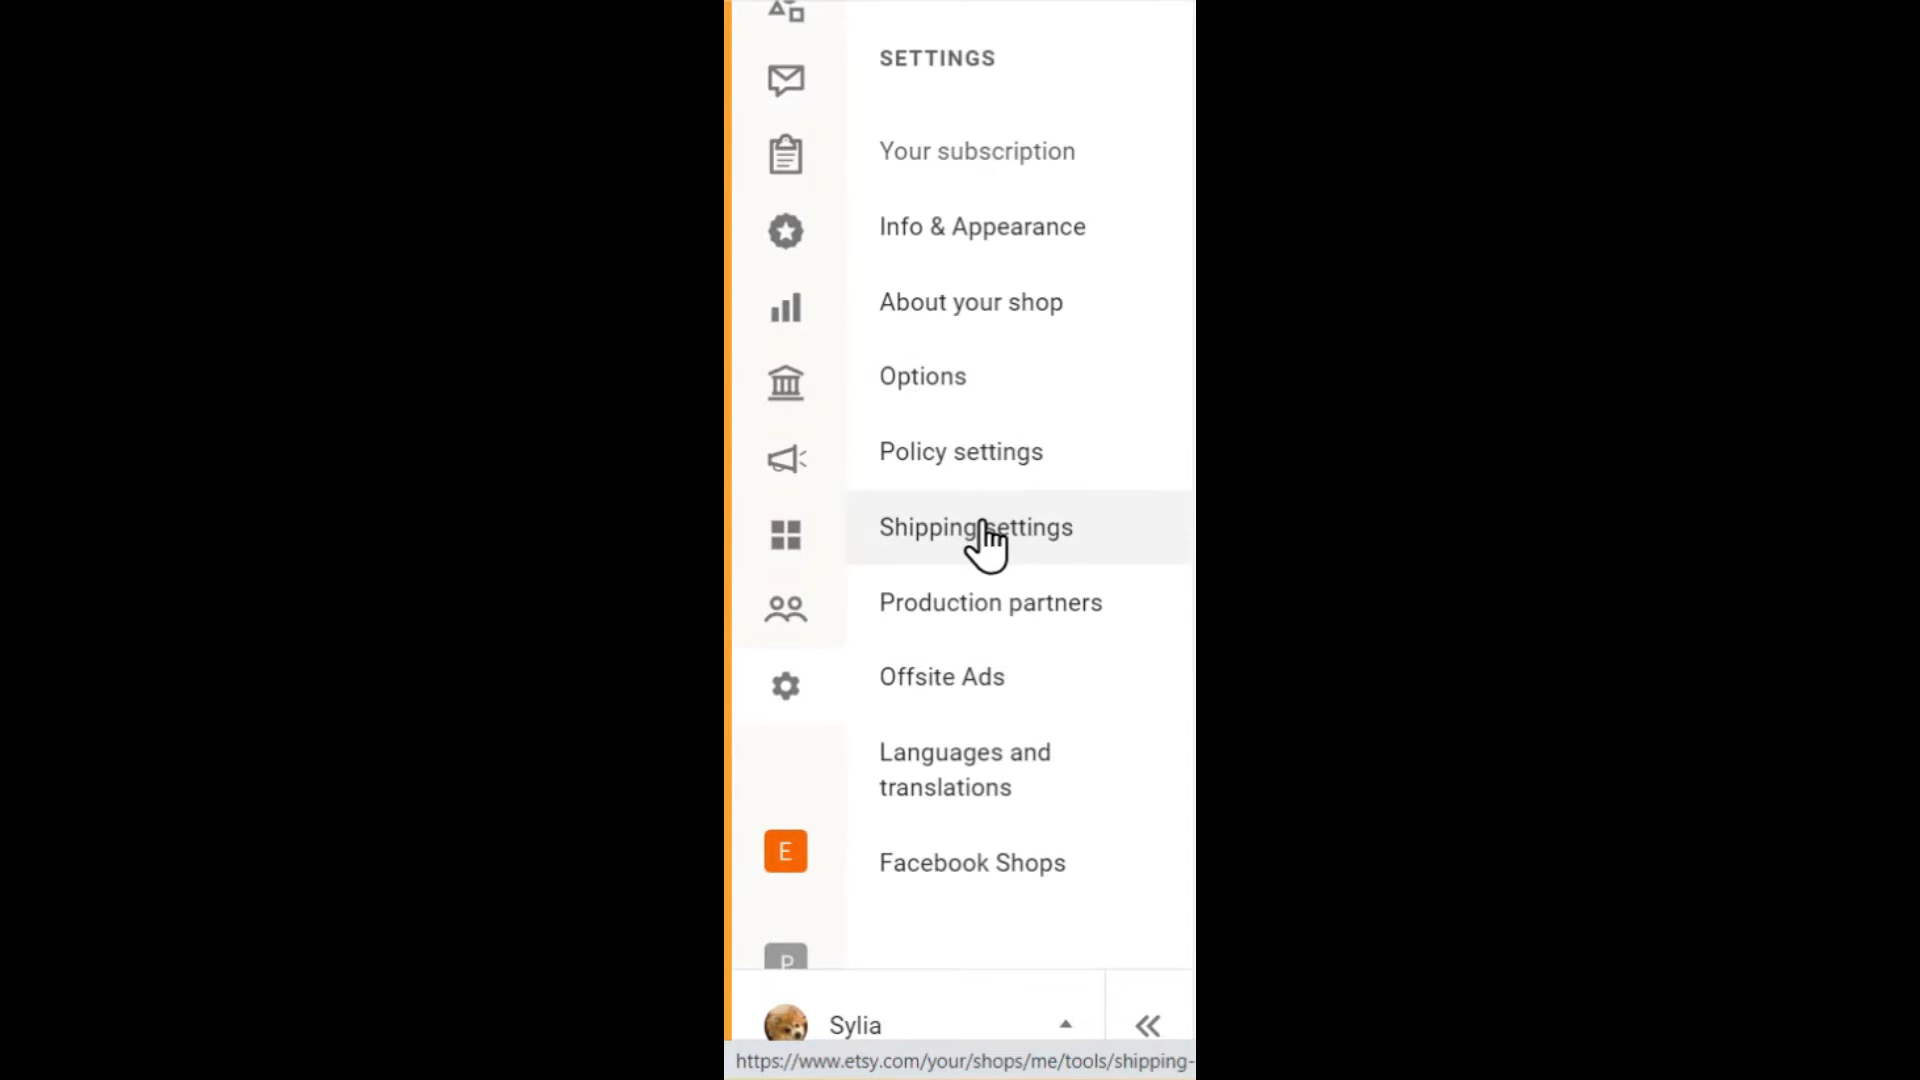 SETTINGS
Your subscription
Info & Appearance
About your shop
Options
Policy settings
Shipping settings
Production partners
Offsite Ads
Languages and
translations
Facebook Shops
E
P
Sylia
https://www.etsy.com/your/shops/me/tools/shipping-